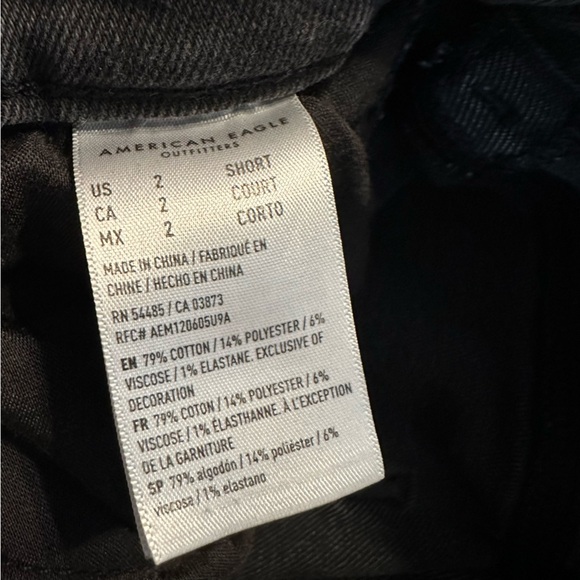 AMERICAN EAGLE
OUTFITTERS
US 2 SHORT
CA 2 COURT
MX 2 CORTO
MADE IN CHINA / FABRIQUÉ EN
CHINE / HECHO EN CHINA
RN 54485 / CA 03873
RFC# AEM120605U9A
EN 79% COTTON / 14% POLYESTER / 6%
VISCOSE / 1% ELASTANE. EXCLUSIVE OF
DECORATION
FR 79% COTON / 14% POLYESTER / 6%
VISCOSE / 1% ÉLASTHANNE. À L'EXCEPTION
DE LA GARNITURE
SP 79% algodón / 14% poliéster / 6%
viscosa / 1% elastano